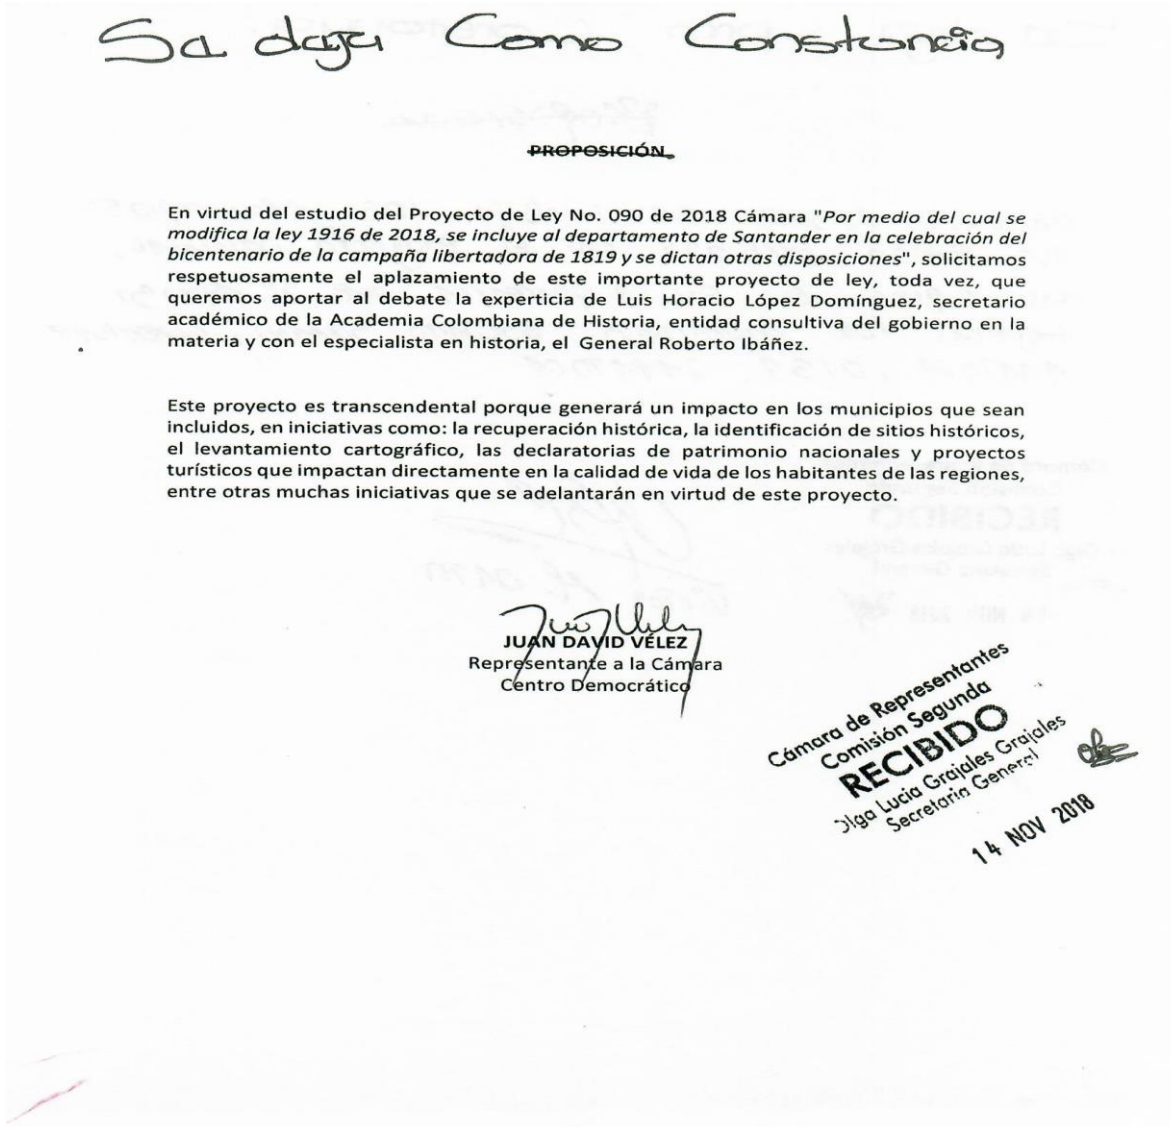 Se deja Como Constancia
PROPOSICIÓN
En virtud del estudio del Proyecto de Ley No. 090 de 2018 Cámara "Por medio del cual se
modifica la ley 1916 de 2018, se incluye al departamento de Santander en la celebración del
bicentenario de la campaña libertadora de 1819 y se dictan otras disposiciones", solicitamos
respetuosamente el aplazamiento de este importante proyecto de ley, toda vez, que
queremos aportar al debate la experticia de Luis Horacio López Domínguez, secretario
académico de la Academia Colombiana de Historia, entidad consultiva del gobierno en la
materia y con el especialista en historia, el General Roberto Ibáñez.
Este proyecto es transcendental porque generará un impacto en los municipios que sean
incluidos, en iniciativas como: la recuperación histórica, la identificación de sitios históricos,
el levantamiento cartográfico, las declaratorias de patrimonio nacionales y proyectos
turísticos que impactan directamente en la calidad de vida de los habitantes de las regiones,
entre otras muchas iniciativas que se adelantarán en virtud de este proyecto.
JUAN DAVID VÉLEZ
Representante a la Cámara
Centro Democrático
Cámara de Representantes
Comisión Segunda
RECIBIDO
Olga Lucia Grajales Grajales
Secretaria General
14 NOV 2018